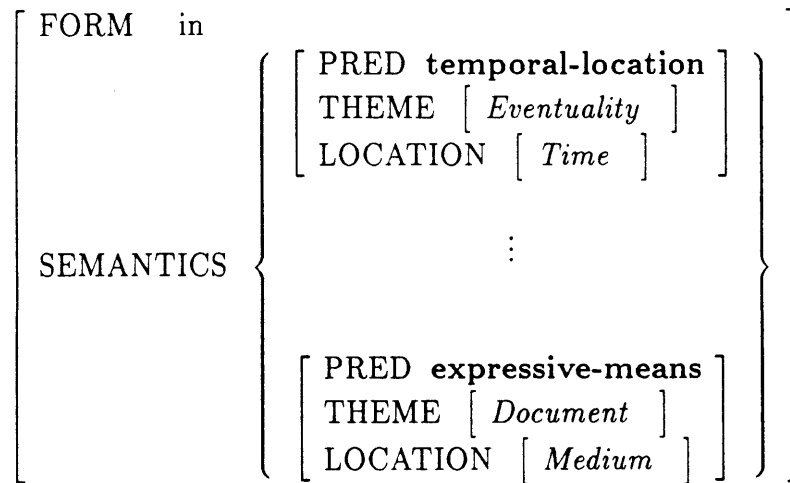 FORM in
PRED temporal-location
THEME [ Eventuality ]
LOCATION [ Time ]
SEMANTICS
⋮
PRED expressive-means
THEME [ Document ]
LOCATION [ Medium ]